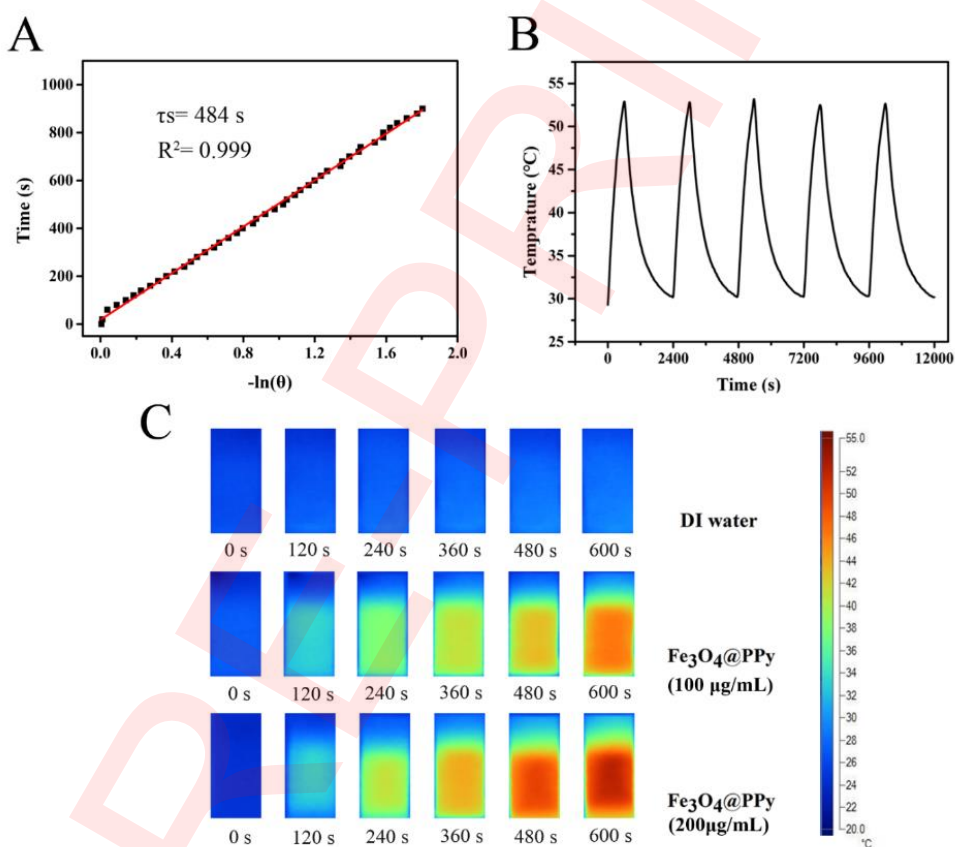 A
τs= 484 s
R²= 0.999
1000
800
600
400
200
0
Time (s)
0.0 0.4 0.8 1.2 1.6 2.0
-ln(θ)
B
55
50
45
40
35
30
25
Temprature (°C)
0 2400 4800 7200 9600 12000
Time (s)
C
DI water
0 s 120 s 240 s 360 s 480 s 600 s
Fe3O4@PPy
(100 μg/mL)
0 s 120 s 240 s 360 s 480 s 600 s
Fe3O4@PPy
(200μg/mL)
0 s 120 s 240 s 360 s 480 s 600 s
55.0
52
50
48
46
44
42
40
38
36
34
32
30
28
26
24
22
20.0
°C
RE-PRI